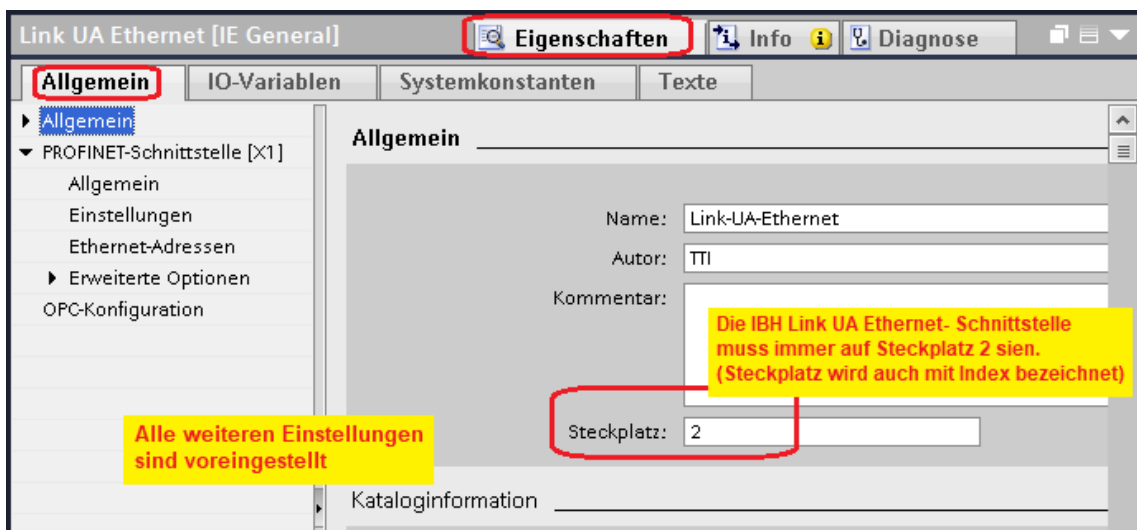 Link UA Ethernet [IE General]
Eigenschaften
Info
Diagnose
Allgemein
IO-Variablen
Systemkonstanten
Texte
Allgemein
PROFINET-Schnittstelle [X1]
Allgemein
Einstellungen
Ethernet-Adressen
Erweiterte Optionen
OPC-Konfiguration
Allgemein
Name: Link-UA-Ethernet
Autor: TTI
Kommentar:
Die IBH Link UA Ethernet- Schnittstelle
muss immer auf Steckplatz 2 sien.
(Steckplatz wird auch mit Index bezeichnet)
Steckplatz: 2
Alle weiteren Einstellungen
sind voreingestellt
Kataloginformation